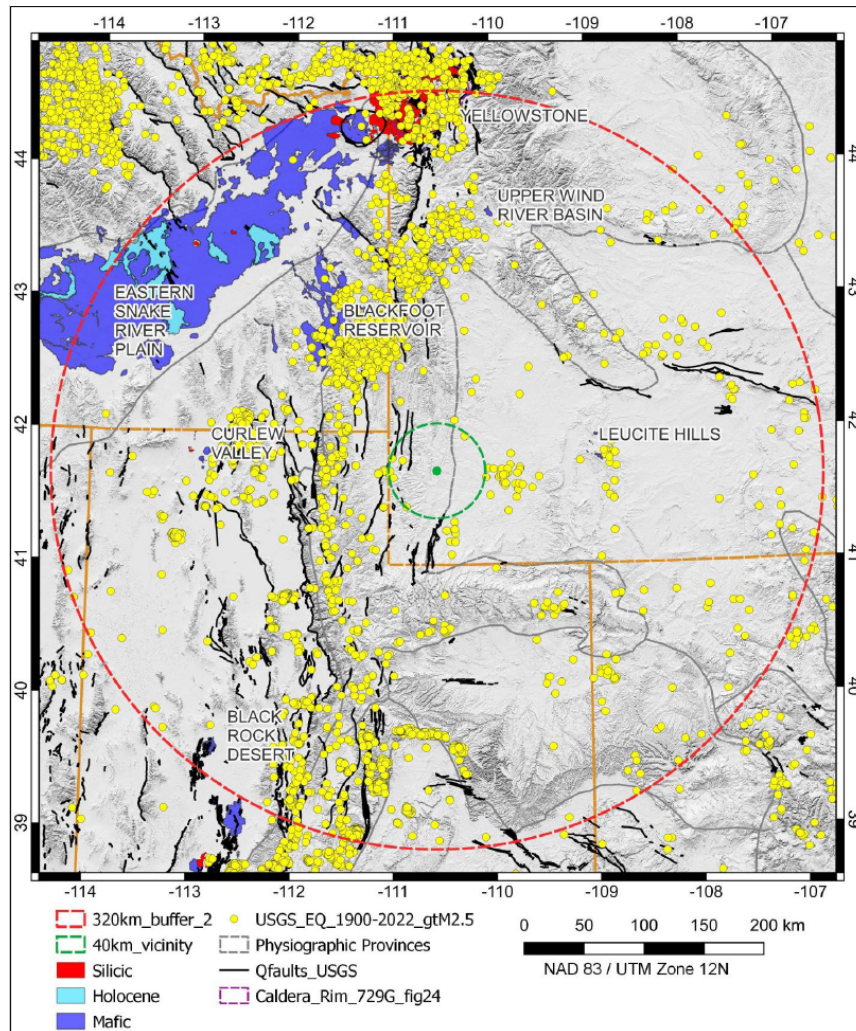 -114 -113 -112 -111 -110 -109 -108 -107
44 44
YELLOWSTONE
UPPER WIND
RIVER BASIN
43 43
EASTERN
SNAKE
RIVER
PLAIN
BLACKFOOT
RESERVOIR
42 42
CURLEW
VALLEY
LEUCITE HILLS
41 41
40 40
BLACK
ROCK
DESERT
39 39
-114 -113 -112 -111 -110 -109 -108 -107
320km_buffer_2
40km_vicinity
Silicic
Holocene
Mafic
USGS_EQ_1900-2022_gtM2.5
Physiographic Provinces
Qfaults_USGS
Caldera_Rim_729G_fig24
0 50 100 150 200 km
NAD 83 / UTM Zone 12N